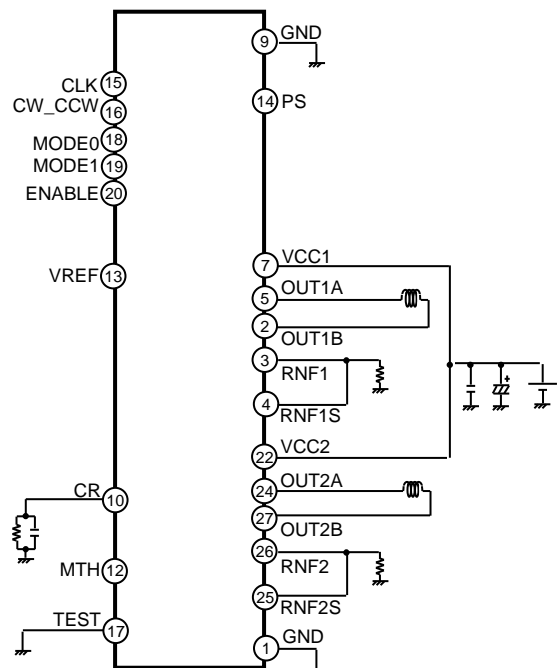 9 GND
15 CLK
16 CW_CCW
14 PS
18 MODE0
19 MODE1
20 ENABLE
7 VCC1
13 VREF
5 OUT1A
2 OUT1B
3 RNF1
4 RNF1S
22 VCC2
10 CR
24 OUT2A
27 OUT2B
26 RNF2
12 MTH
25 RNF2S
17 TEST
1 GND
+